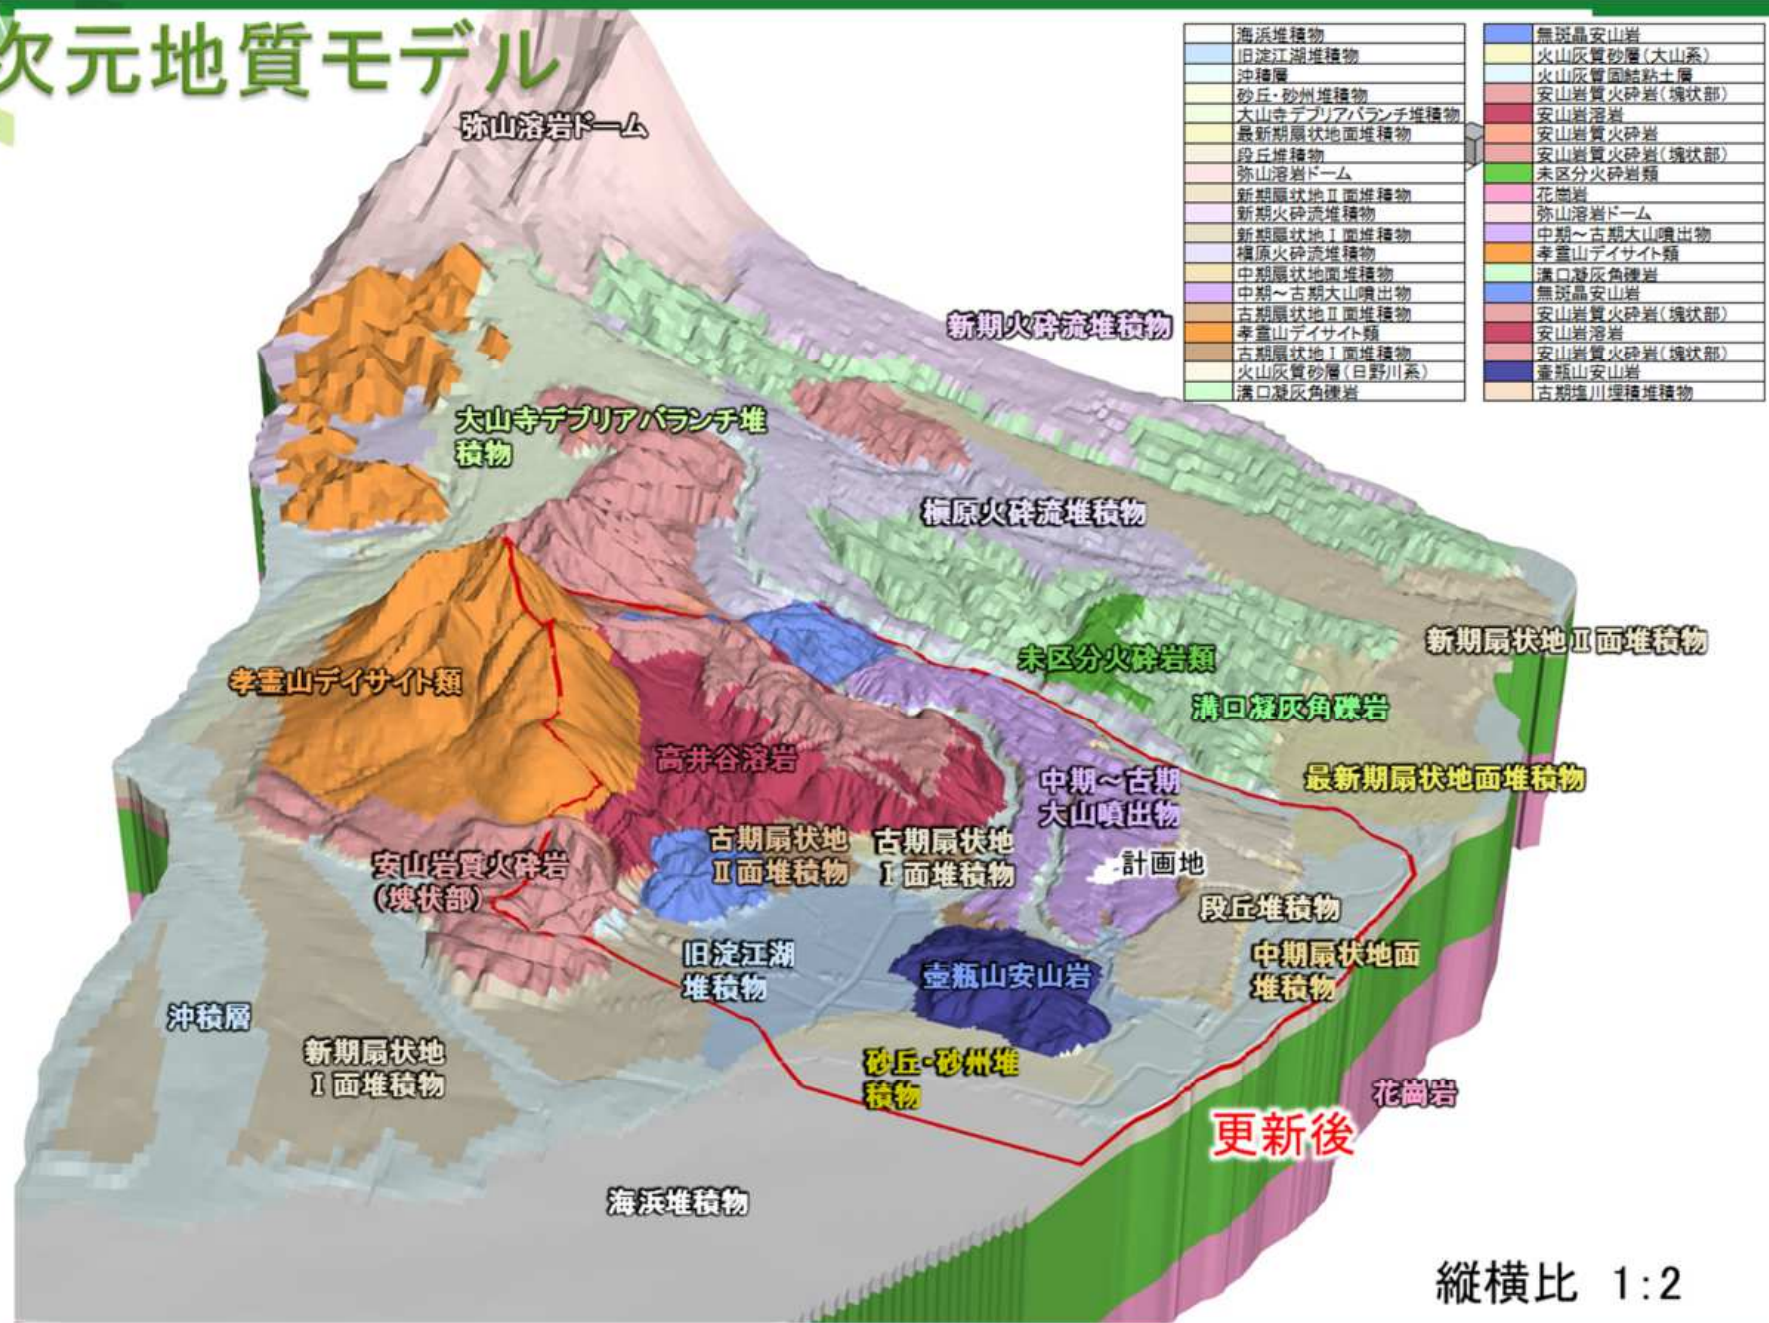 次元地質モデル
海浜堆積物
旧淀江湖堆積物
沖積層
砂丘・砂州堆積物
大山寺デブリアバランチ堆積物
最新期扇状地面堆積物
段丘堆積物
弥山溶岩ドーム
新期扇状地Ⅱ面堆積物
新期火砕流堆積物
新期扇状地Ⅰ面堆積物
槇原火砕流堆積物
中期扇状地面堆積物
中期～古期大山噴出物
古期扇状地Ⅱ面堆積物
孝霊山デイサイト類
古期扇状地Ⅰ面堆積物
火山灰質砂層(日野川系)
溝口凝灰角礫岩
無斑晶安山岩
火山灰質砂層(大山系)
火山灰質固結粘土層
安山岩質火砕岩(塊状部)
安山岩溶岩
安山岩質火砕岩
安山岩質火砕岩(塊状部)
未区分火砕岩類
花崗岩
弥山溶岩ドーム
中期～古期大山噴出物
孝霊山デイサイト類
溝口凝灰角礫岩
無斑晶安山岩
安山岩質火砕岩(塊状部)
安山岩溶岩
安山岩質火砕岩(塊状部)
壷瓶山安山岩
古期塩川埋積堆積物
弥山溶岩ドーム
新期火砕流堆積物
大山寺デブリアバランチ堆
積物
槇原火砕流堆積物
新期扇状地Ⅱ面堆積物
未区分火砕岩類
孝霊山デイサイト類
溝口凝灰角礫岩
高井谷溶岩
中期～古期
大山噴出物
最新期扇状地面堆積物
古期扇状地
Ⅱ面堆積物
古期扇状地
Ⅰ面堆積物
計画地
安山岩質火砕岩
(塊状部)
段丘堆積物
旧淀江湖
堆積物
壷瓶山安山岩
中期扇状地面
堆積物
沖積層
新期扇状地
Ⅰ面堆積物
砂丘・砂州堆
積物
花崗岩
更新後
海浜堆積物
縦横比 1:2